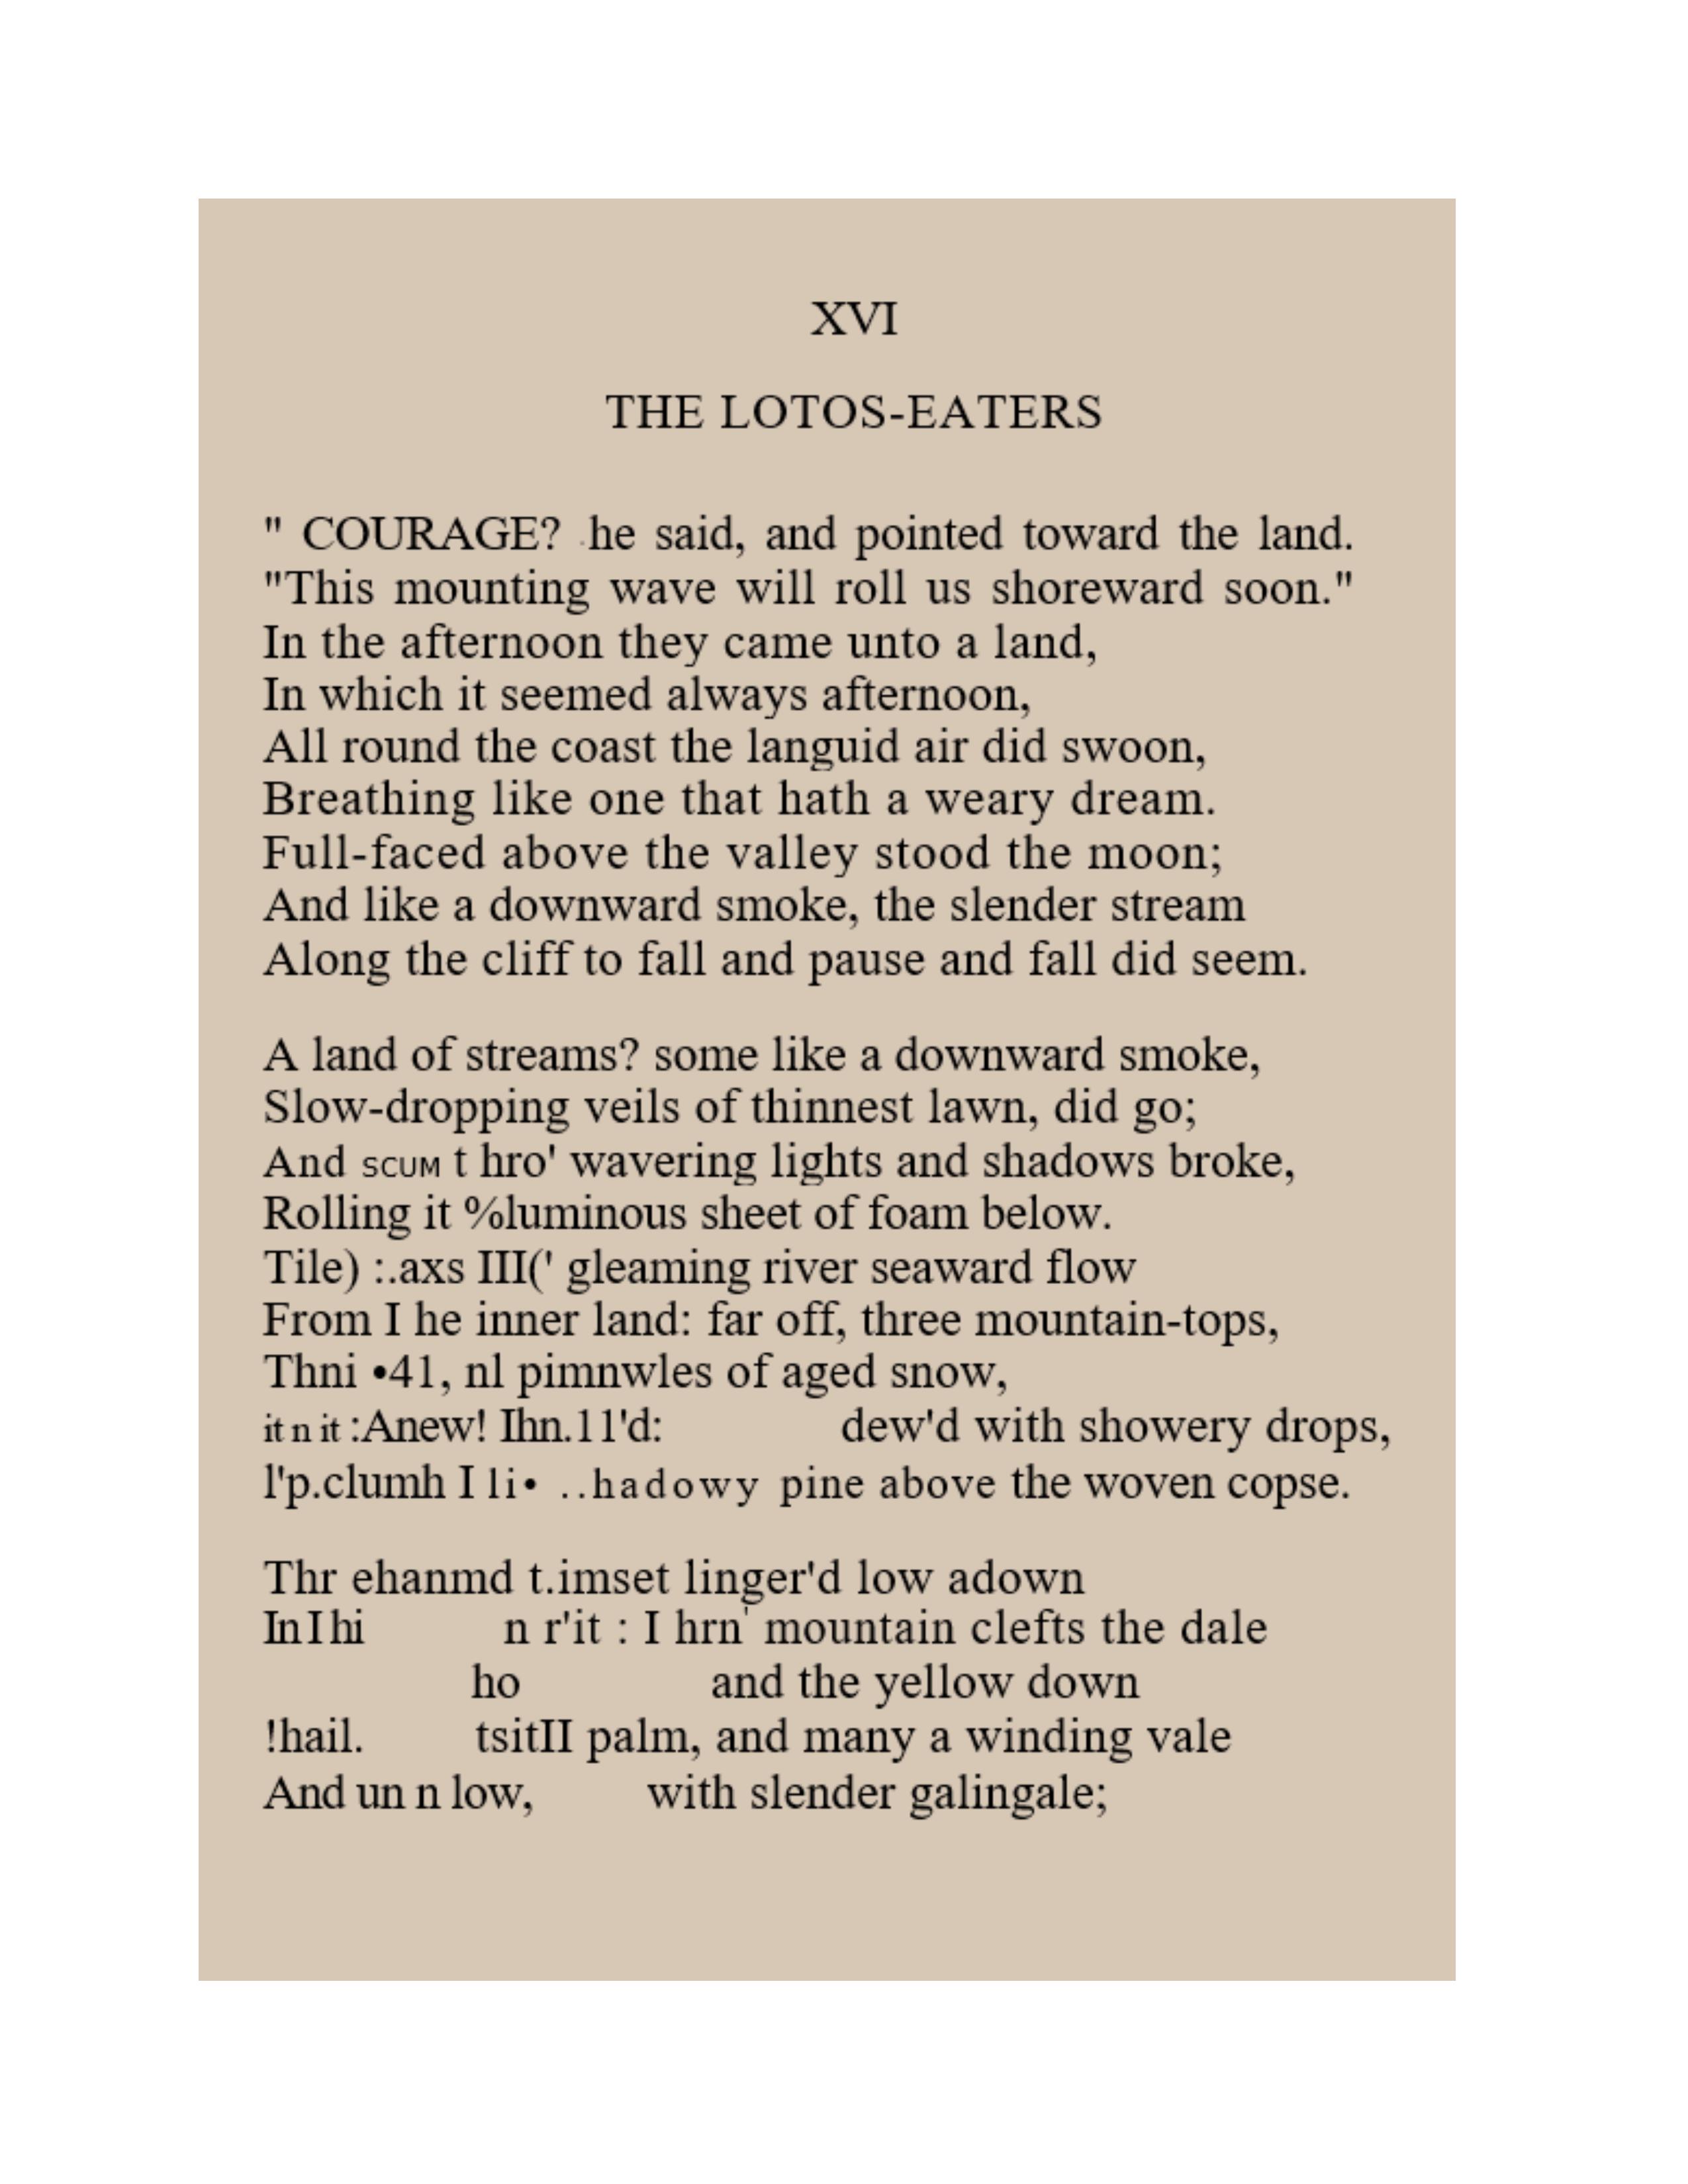 XVI
THE LOTOS-EATERS
" COURAGE? he said, and pointed toward the land.
"This mounting wave will roll us shoreward soon."
In the afternoon they came unto a land,
In which it seemed always afternoon,
All round the coast the languid air did swoon,
Breathing like one that hath a weary dream.
Full-faced above the valley stood the moon;
And like a downward smoke, the slender stream
Along the cliff to fall and pause and fall did seem.
A land of streams? some like a downward smoke,
Slow-dropping veils of thinnest lawn, did go;
And SCUM t hro' wavering lights and shadows broke,
Rolling it %luminous sheet of foam below.
Tile) :.axs III(' gleaming river seaward flow
From I he inner land: far off, three mountain-tops,
Thni •41, nl pimnwles of aged snow,
it n it :Anew! Ihn.11'd: dew'd with showery drops,
l'p.clumh I li• ..hadowy pine above the woven copse.
Thr ehanmd t.imset linger'd low adown
In I hi n r'it : I hrn' mountain clefts the dale
ho and the yellow down
!hail. tsitII palm, and many a winding vale
And un n low, with slender galingale;